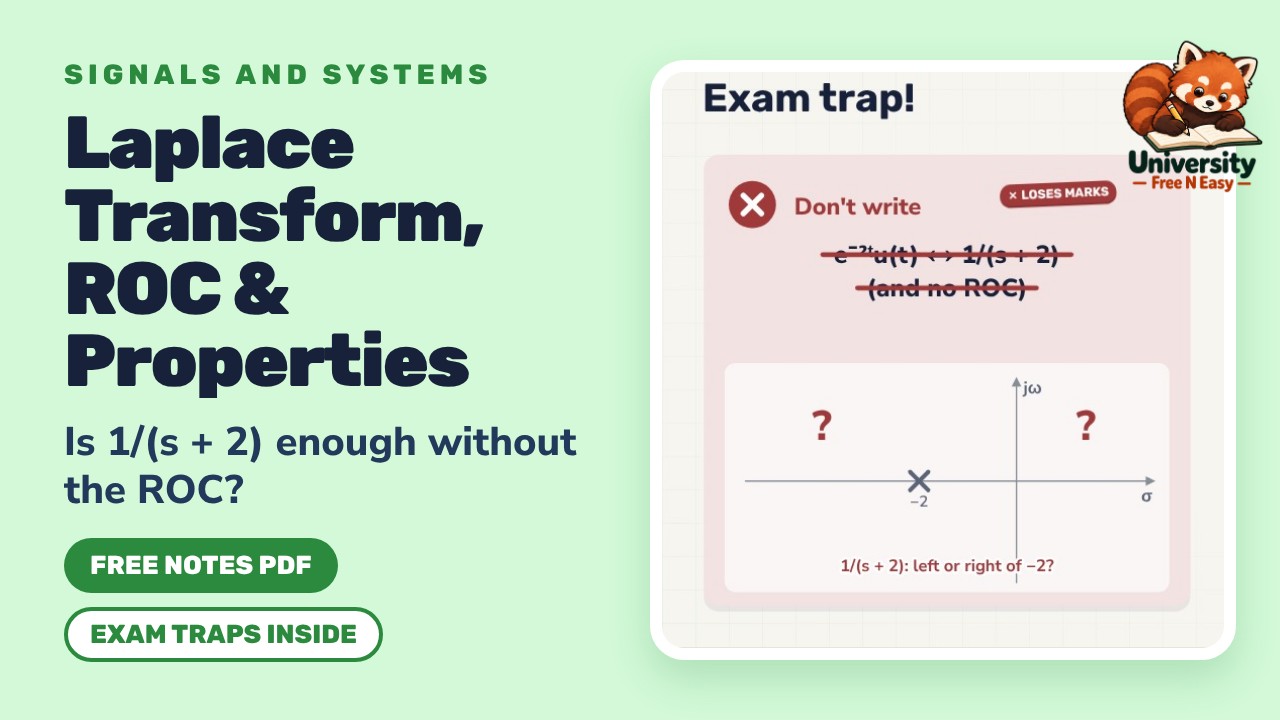 SIGNALS AND SYSTEMS
Laplace
Transform,
ROC &
Properties
Is 1/(s + 2) enough without
the ROC?
FREE NOTES PDF
EXAM TRAPS INSIDE
Exam trap!
University
Free N Easy
Don't write
× LOSES MARKS
e⁻²ᵗu(t) ↔ 1/(s + 2)
(and no ROC)
jω
? ?
−2
σ
1/(s + 2): left or right of −2?